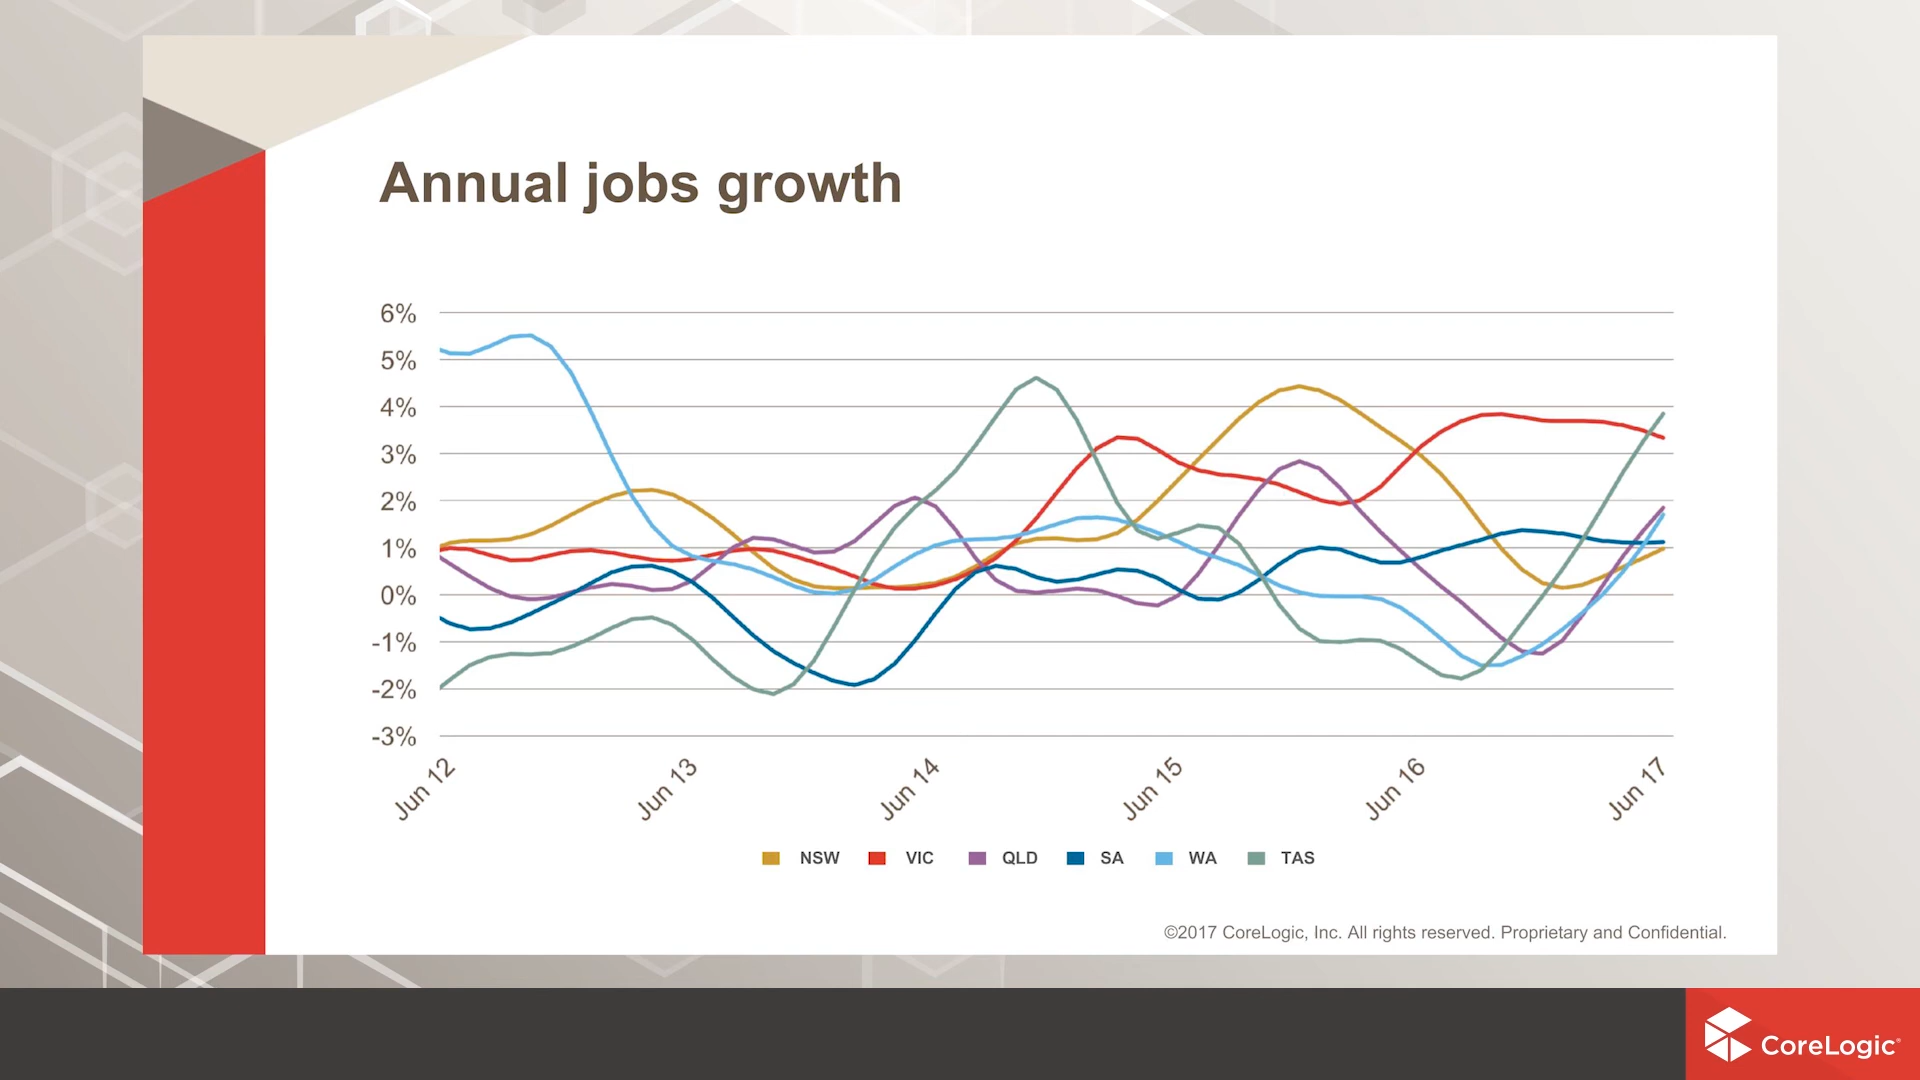 Annual jobs growth
6%
5%
4%
3%
2%
1%
0%
-1%
-2%
-3%
Jun 12
Jun 13
Jun 14
Jun 15
Jun 16
Jun 17
NSW VIC QLD SA WA TAS
©2017 CoreLogic, Inc. All rights reserved. Proprietary and Confidential.
CoreLogic